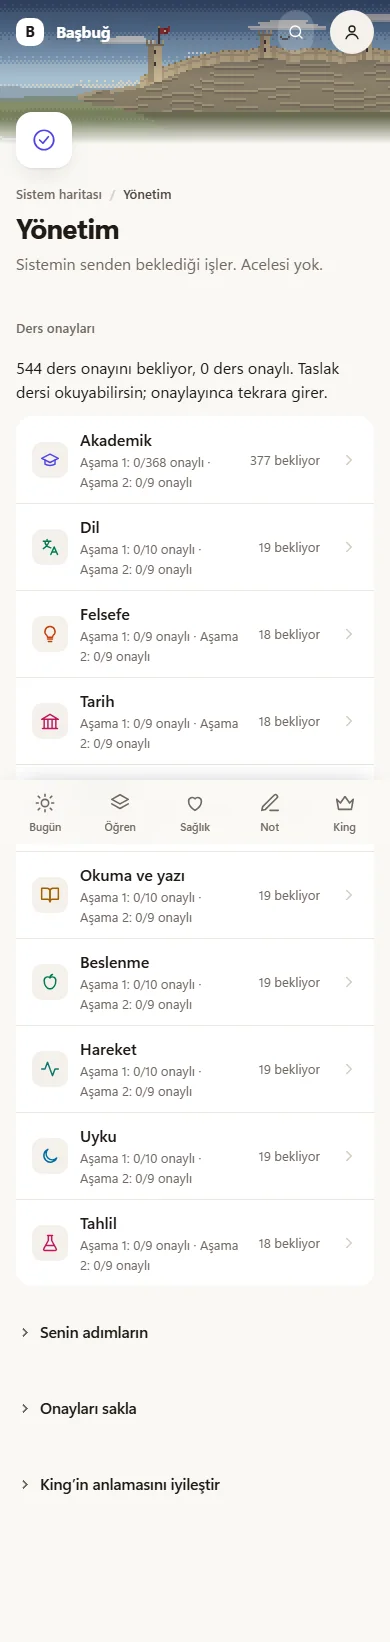 B Başbuğ
Sistem haritası / Yönetim
Yönetim
Sistemin senden beklediği işler. Acelesi yok.
Ders onayları
544 ders onayını bekliyor, 0 ders onaylı. Taslak
dersi okuyabilirsin; onaylayınca tekrara girer.
Akademik
Aşama 1: 0/368 onaylı ·
Aşama 2: 0/9 onaylı
377 bekliyor
Dil
Aşama 1: 0/10 onaylı ·
Aşama 2: 0/9 onaylı
19 bekliyor
Felsefe
Aşama 1: 0/9 onaylı · Aşama
2: 0/9 onaylı
18 bekliyor
Tarih
Aşama 1: 0/9 onaylı · Aşama
2: 0/9 onaylı
18 bekliyor
Bugün
Öğren
Sağlık
Not
King
Okuma ve yazı
Aşama 1: 0/10 onaylı ·
Aşama 2: 0/9 onaylı
19 bekliyor
Beslenme
Aşama 1: 0/10 onaylı ·
Aşama 2: 0/9 onaylı
19 bekliyor
Hareket
Aşama 1: 0/10 onaylı ·
Aşama 2: 0/9 onaylı
19 bekliyor
Uyku
Aşama 1: 0/10 onaylı ·
Aşama 2: 0/9 onaylı
19 bekliyor
Tahlil
Aşama 1: 0/9 onaylı · Aşama
2: 0/9 onaylı
18 bekliyor
Senin adımların
Onayları sakla
King'in anlamasını iyileştir